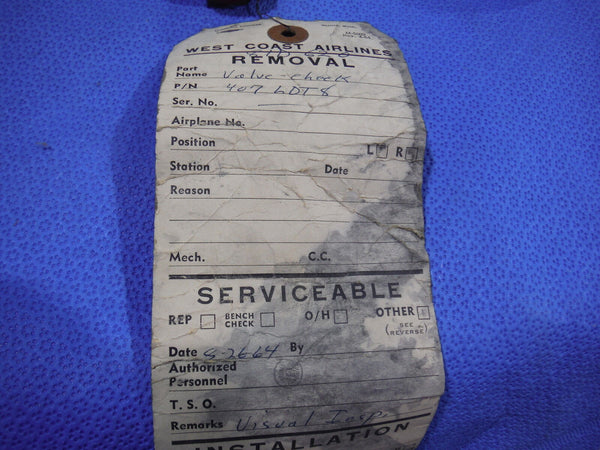 WEST COAST AIRLINES
REMOVAL
Part Name Valve-Check
P/N 407 6DT8
Ser. No.
Airplane No.
Position
L R
Station Date
Reason
Mech. C.C.
SERVICEABLE
REP BENCH CHECK O/H OTHER
(SEE REVERSE)
Date 5-26-64 By
Authorized Personnel
T. S. O.
Remarks Visual Insp.
INSTALLATION